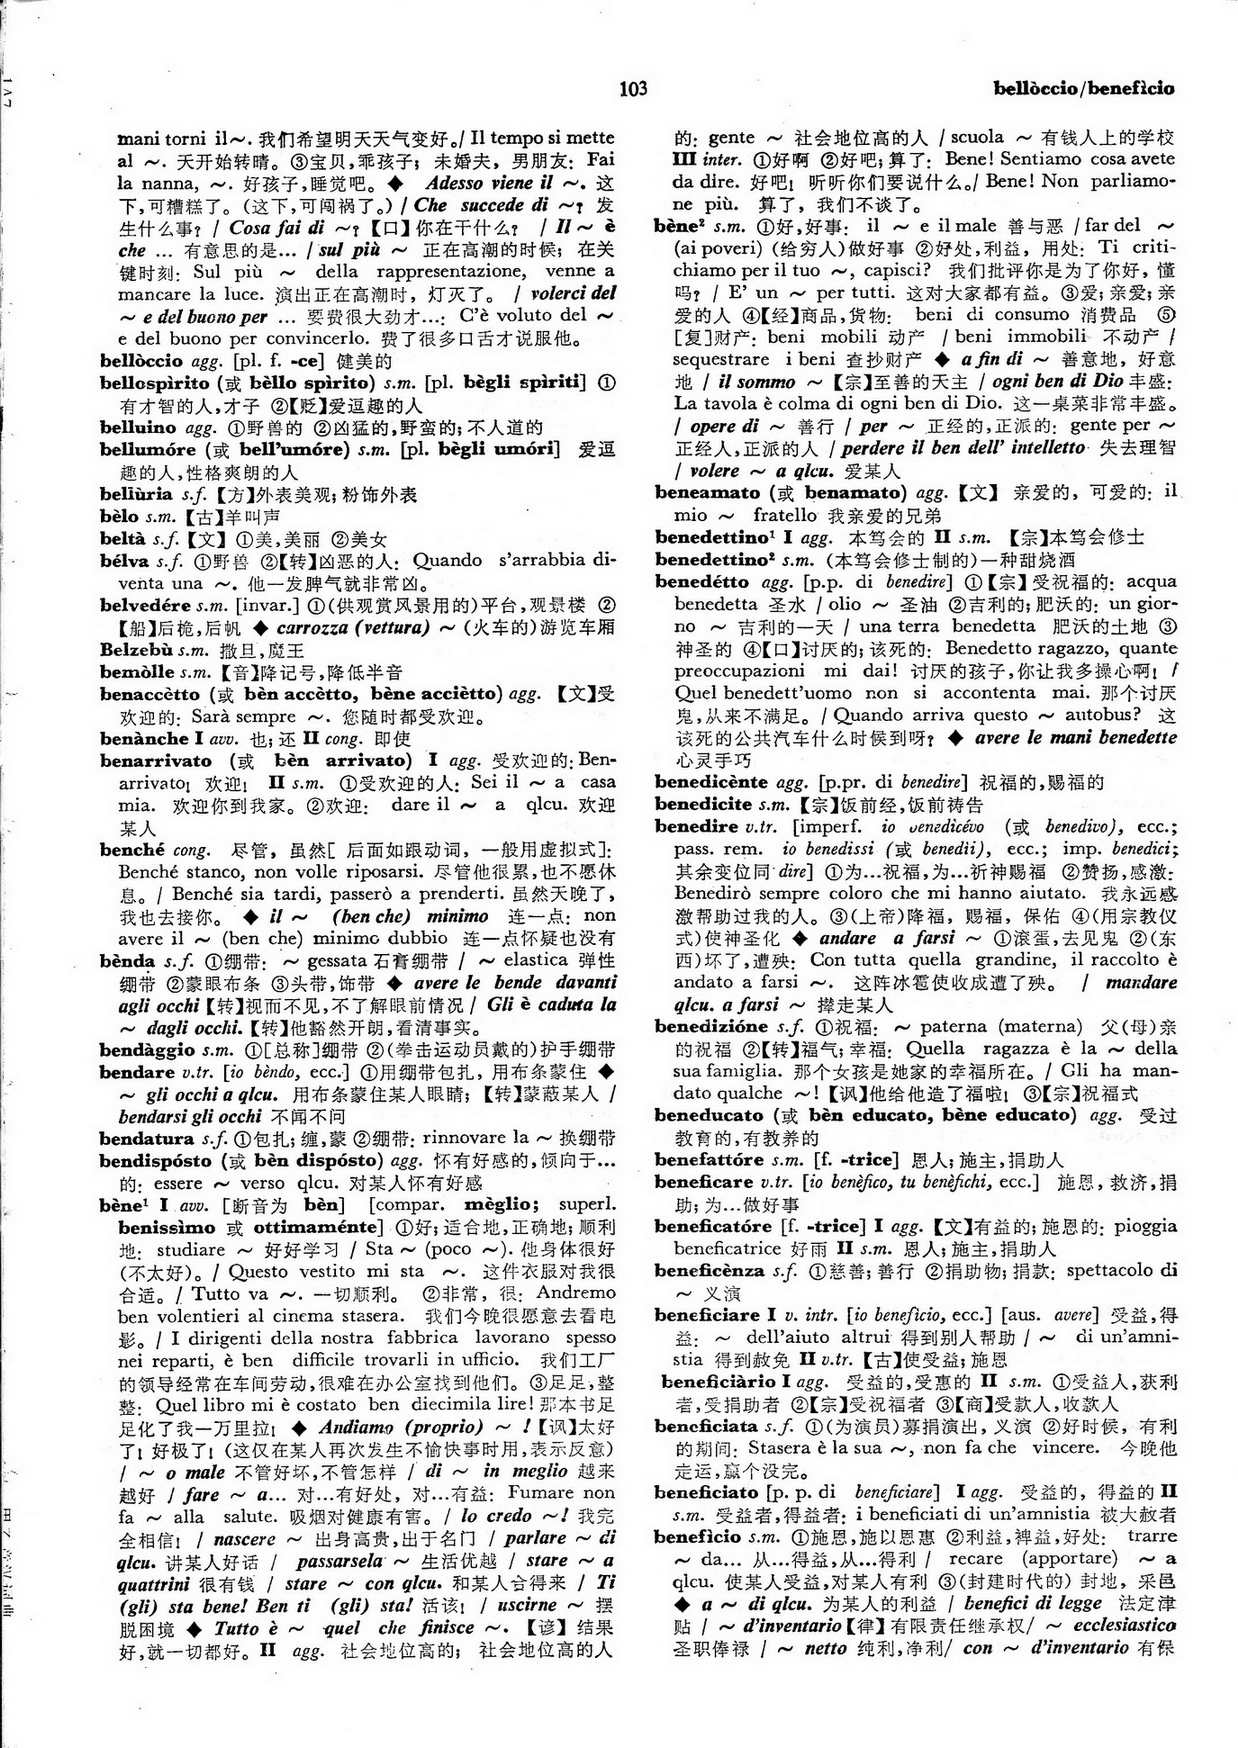 103
bellòccio/benefìcio
mani torni il～. 我们希望明天天气变好。/ Il tempo si mette
al ～. 天开始转晴。③宝贝,乖孩子; 未婚夫, 男朋友: Fai
la nanna, ～. 好孩子,睡觉吧。◆ Adesso viene il ～. 这
下,可糟糕了。(这下,可闯祸了。) / Che succede di ～? 发
生什么事? / Cosa fai di ～?【口】你在干什么? / Il ～ è
che … 有意思的是… / sul più ～ 正在高潮的时候; 在关
键时刻: Sul più ～ della rappresentazione, venne a
mancare la luce. 演出正在高潮时, 灯灭了。 / volerci del
～ e del buono per … 要费很大劲才…: C'è voluto del ～
e del buono per convincerlo. 费了很多口舌才说服他。
bellòccio agg. [pl. f. -ce] 健美的
bellospìrito (或 bèllo spìrito) s.m. [pl. bègli spìriti] ①
有才智的人,才子 ②【贬】爱逗趣的人
belluino agg. ①野兽的 ②凶猛的,野蛮的; 不人道的
bellumóre (或 bell'umóre) s.m. [pl. bègli umóri] 爱逗
趣的人,性格爽朗的人
bellùria s.f.【方】外表美观; 粉饰外表
bèlo s.m.【古】羊叫声
beltà s.f.【文】①美,美丽 ②美女
bélva s.f. ①野兽 ②【转】凶恶的人: Quando s'arrabbia di-
venta una ～. 他一发脾气就非常凶。
belvedére s.m. [invar.] ①(供观赏风景用的)平台,观景楼 ②
【船】后桅,后帆 ◆ carrozza (vettura) ～ (火车的)游览车厢
Belzebù s.m. 撒旦,魔王
bemòlle s.m.【音】降记号,降低半音
benaccètto (或 bèn accètto, bène acciètto) agg. 【文】受
欢迎的: Sarà sempre ～. 您随时都受欢迎。
benànche I avv. 也; 还 II cong. 即使
benarrivato (或 bèn arrivato) I agg. 受欢迎的: Ben-
arrivato! 欢迎! II s.m. ①受欢迎的人: Sei il ～ a casa
mia. 欢迎你到我家。②欢迎: dare il ～ a qlcu. 欢迎
某人
benché cong. 尽管, 虽然[ 后面如跟动词, 一般用虚拟式]:
Benché stanco, non volle riposarsi. 尽管他很累,也不愿休
息。/ Benché sia tardi, passerò a prenderti. 虽然天晚了,
我也去接你。 ◆ il ～ (ben che) minimo 连一点: non
avere il ～ (ben che) minimo dubbio 连一点怀疑也没有
bènda s.f. ①绷带: ～ gessata 石膏绷带 / ～ elastica 弹性
绷带 ②蒙眼布条 ③头带,饰带 ◆ avere le bende davanti
agli occhi【转】视而不见,不了解眼前情况 / Gli è caduta la
～ dagli occhi.【转】他豁然开朗,看清事实。
bendàggio s.m. ①[总称]绷带 ②(拳击运动员戴的)护手绷带
bendare v.tr. [io bèndo, ecc.] ①用绷带包扎, 用布条蒙住 ◆
～ gli occhi a qlcu. 用布条蒙住某人眼睛; 【转】蒙蔽某人 /
bendarsi gli occhi 不闻不问
bendatura s.f. ①包扎; 缠,蒙 ②绷带: rinnovare la ～ 换绷带
bendispósto (或 bèn dispósto) agg. 怀有好感的,倾向于…
的: essere ～ verso qlcu. 对某人怀有好感
bène¹ I avv. [断音为 bèn] [compar. mèglio; superl.
benissìmo 或 ottimaménte] ①好; 适合地,正确地; 顺利
地: studiare ～ 好好学习 / Sta ～ (poco ～). 他身体很好
(不太好)。/ Questo vestito mi sta ～. 这件衣服对我很
合适。/ Tutto va ～. 一切顺利。 ②非常, 很: Andremo
ben volentieri al cinema stasera. 我们今晚很愿意去看电
影。/ I dirigenti della nostra fabbrica lavorano spesso
nei reparti, è ben difficile trovarli in ufficio. 我们工厂
的领导经常在车间劳动,很难在办公室找到他们。③足足,整
整: Quel libro mi è costato ben diecimila lire! 那本书足
足化了我一万里拉! ◆ Andiamo (proprio) ～ !【讽】太好
了! 好极了! (这仅在某人再次发生不愉快事时用,表示反意)
/ ～ o male 不管好坏,不管怎样 / di ～ in meglio 越来
越好 / fare ～ a… 对…有好处, 对…有益: Fumare non
fa ～ alla salute. 吸烟对健康有害。 / lo credo ～! 我完
全相信! / nascere ～ 出身高贵,出于名门 / parlare ～ di
qlcu. 讲某人好话 / passarsela ～ 生活优越 / stare ～ a
quattrini 很有钱 / stare ～ con qlcu. 和某人合得来 / Ti
(gli) sta bene! Ben ti (gli) sta! 活该! / uscirne ～ 摆
脱困境 ◆ Tutto è ～ quel che finisce ～. 【谚】结果
好,就一切都好。II agg. 社会地位高的; 社会地位高的人
的: gente ～ 社会地位高的人 / scuola ～ 有钱人上的学校
III inter. ①好啊 ②好吧; 算了: Bene! Sentiamo cosa avete
da dire. 好吧! 听听你们要说什么。/ Bene! Non parliamo-
ne più. 算了, 我们不谈了。
bène² s.m. ①好,好事: il ～ e il male 善与恶 / far del ～
(ai poveri) (给穷人)做好事 ②好处,利益, 用处: Ti criti-
chiamo per il tuo ～, capisci? 我们批评你是为了你好, 懂
吗? / E' un ～ per tutti. 这对大家都有益。③爱; 亲爱; 亲
爱的人 ④【经】商品,货物: beni di consumo 消费品 ⑤
[复]财产: beni mobili 动产 / beni immobili 不动产 /
sequestrare i beni 查抄财产 ◆ a fin di ～ 善意地, 好意
地 / il sommo ～【宗】至善的天主 / ogni ben di Dio 丰盛:
La tavola è colma di ogni ben di Dio. 这一桌菜非常丰盛。
/ opere di ～ 善行 / per ～ 正经的,正派的: gente per ～
正经人,正派的人 / perdere il ben dell' intelletto 失去理智
/ volere ～ a qlcu. 爱某人
beneamato (或 benamato) agg.【文】 亲爱的, 可爱的: il
mio ～ fratello 我亲爱的兄弟
benedettino¹ I agg. 本笃会的 II s.m. 【宗】本笃会修士
benedettino² s.m. (本笃会修士制的)一种甜烧酒
benedétto agg. [p.p. di benedire] ①【宗】受祝福的: acqua
benedetta 圣水 / olio ～ 圣油 ②吉利的; 肥沃的: un gior-
no ～ 吉利的一天 / una terra benedetta 肥沃的土地 ③
神圣的 ④【口】讨厌的; 该死的: Benedetto ragazzo, quante
preoccupazioni mi dai! 讨厌的孩子,你让我多操心啊! /
Quel benedett'uomo non si accontenta mai. 那个讨厌
鬼,从来不满足。/ Quando arriva questo ～ autobus? 这
该死的公共汽车什么时候到呀? ◆ avere le mani benedette
心灵手巧
benedicènte agg. [p.pr. di benedire] 祝福的,赐福的
benedicite s.m.【宗】饭前经,饭前祷告
benedire v.tr. [imperf. io benedicévo (或 benedivo), ecc.;
pass. rem. io benedissi (或 benedìi), ecc.; imp. benedici;
其余变位同 dire] ①为…祝福,为…祈神赐福 ②赞扬,感激:
Benedirò sempre coloro che mi hanno aiutato. 我永远感
激帮助过我的人。③(上帝)降福, 赐福, 保佑 ④(用宗教仪
式)使神圣化 ◆ andare a farsi ～ ①滚蛋,去见鬼 ②(东
西)坏了,遭殃: Con tutta quella grandine, il raccolto è
andato a farsi ～. 这阵冰雹使收成遭了殃。 / mandare
qlcu. a farsi ～ 撵走某人
benedizióne s.f. ①祝福: ～ paterna (materna) 父(母)亲
的祝福 ②【转】福气; 幸福: Quella ragazza è la ～ della
sua famiglia. 那个女孩是她家的幸福所在。/ Gli ha man-
dato qualche ～!【讽】他给他造了福啦! ③【宗】祝福式
beneducato (或 bèn educato, bène educato) agg. 受过
教育的,有教养的
benefattóre s.m. [f. -trice] 恩人; 施主,捐助人
beneficare v.tr. [io benèfico, tu benèfichi, ecc.] 施恩, 救济,捐
助; 为…做好事
beneficatóre [f. -trice] I agg.【文】有益的; 施恩的: pioggia
beneficatrice 好雨 II s.m. 恩人; 施主,捐助人
beneficènza s.f. ①慈善; 善行 ②捐助物; 捐款: spettacolo di
～ 义演
beneficiare I v. intr. [io benefìcio, ecc.] [aus. avere] 受益,得
益: ～ dell'aiuto altrui 得到别人帮助 / ～ di un'amni-
stia 得到赦免 II v.tr.【古】使受益; 施恩
beneficiàrio I agg. 受益的,受惠的 II s.m. ①受益人,获利
者,受捐助者 ②【宗】受祝福者 ③【商】受款人,收款人
beneficiata s.f. ①(为演员)募捐演出, 义演 ②好时候, 有利
的期间: Stasera è la sua ～, non fa che vincere. 今晚他
走运,赢个没完。
beneficiato [p. p. di beneficiare] I agg. 受益的, 得益的 II
s.m. 受益者,得益者: i beneficiati di un'amnistia 被大赦者
benefìcio s.m. ①施恩,施以恩惠 ②利益,裨益,好处: trarre
～ da… 从…得益,从…得利 / recare (apportare) ～ a
qlcu. 使某人受益,对某人有利 ③(封建时代的) 封地, 采邑
◆ a ～ di qlcu. 为某人的利益 / benefici di legge 法定津
贴 / ～ d'inventario【律】有限责任继承权/ ～ ecclesiastico
圣职俸禄 / ～ netto 纯利,净利/ con ～ d'inventario 有保